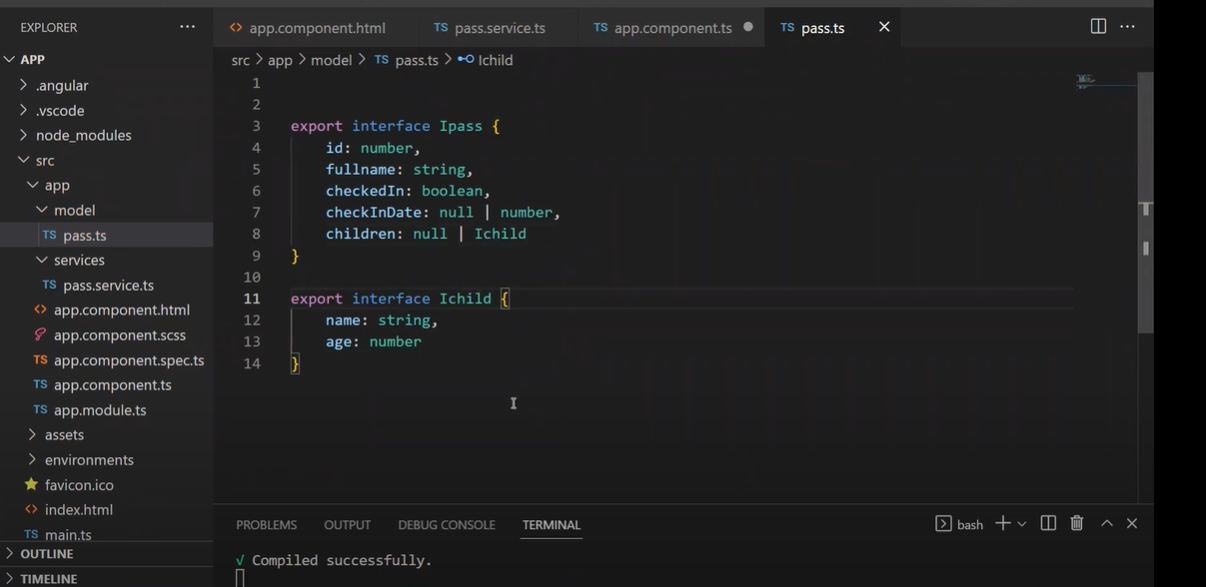 EXPLORER
APP
.angular
.vscode
node_modules
src
app
model
TS pass.ts
services
TS pass.service.ts
<> app.component.html
app.component.scss
TS app.component.spec.ts
TS app.component.ts
TS app.module.ts
assets
environments
favicon.ico
<> index.html
TS main.ts
OUTLINE
TIMELINE
<> app.component.html
TS pass.service.ts
TS app.component.ts
TS pass.ts
src > app > model > TS pass.ts > Ichild
1
2
3 export interface Ipass {
4 id: number,
5 fullname: string,
6 checkedIn: boolean,
7 checkInDate: null | number,
8 children: null | Ichild
9 }
10
11 export interface Ichild {
12 name: string,
13 age: number
14 }
PROBLEMS OUTPUT DEBUG CONSOLE TERMINAL
bash
√ Compiled successfully.